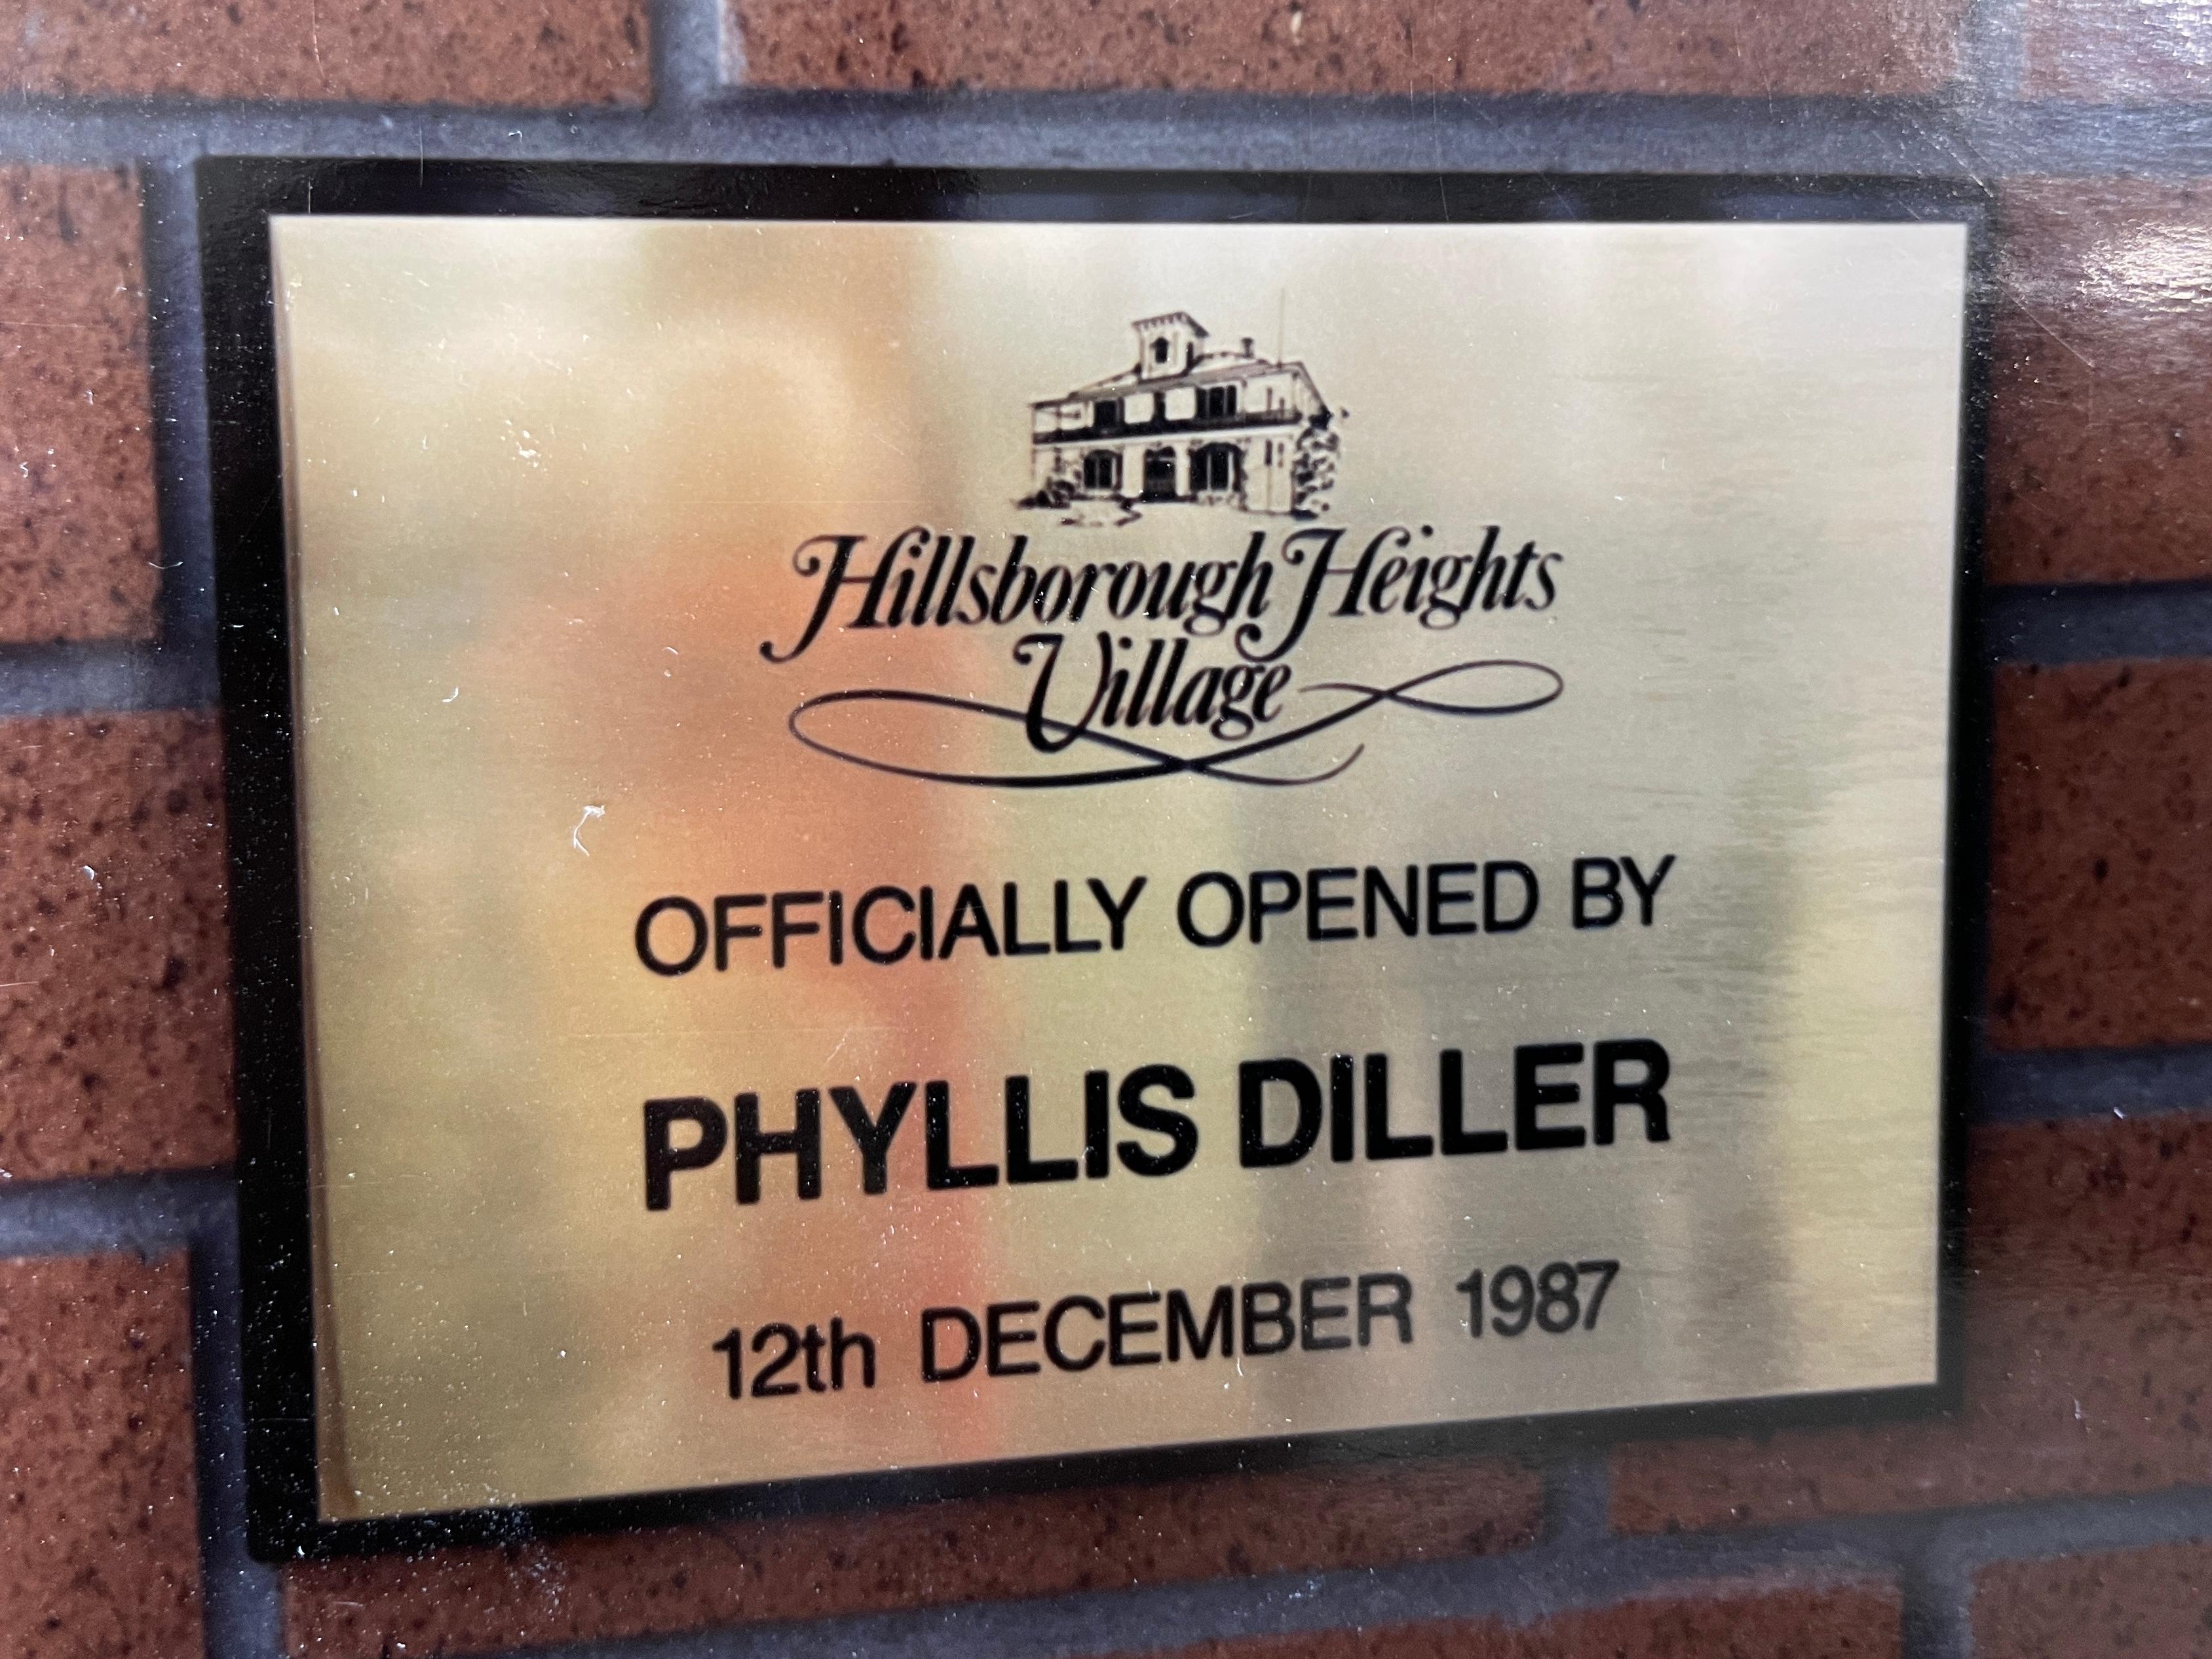 Hillsborough Heights
Village
OFFICIALLY OPENED BY
PHYLLIS DILLER
12th DECEMBER 1987